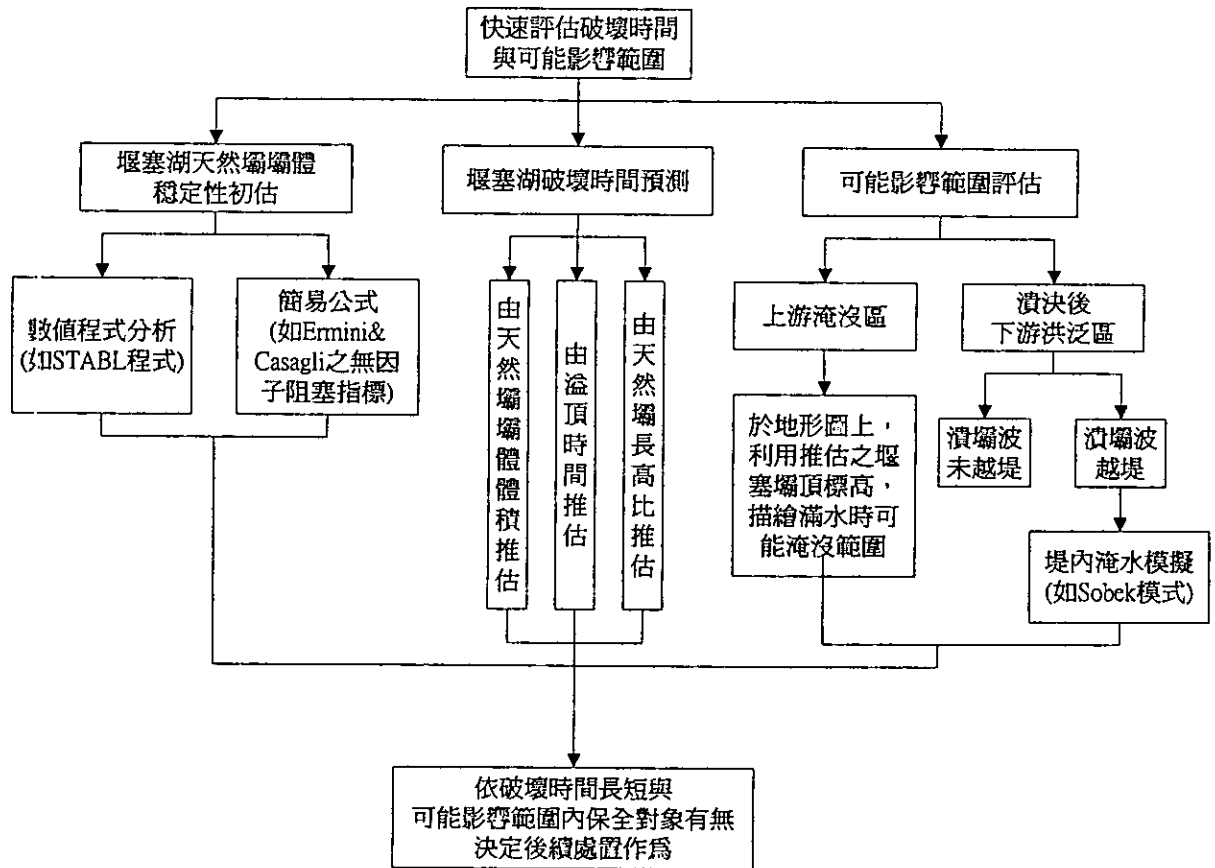 快速評估破壞時間
與可能影響範圍
堰塞湖天然壩壩體
穩定性初估
堰塞湖破壞時間預測
可能影響範圍評估
數值程式分析
(如STABL程式)
簡易公式
(如Ermini&
Casagli之無因
子阻塞指標)
由天然壩壩體體積推估
由溢頂時間推估
由天然壩長高比推估
上游淹沒區
潰決後
下游洪泛區
於地形圖上，
利用推估之堰
塞壩頂標高，
描繪滿水時可
能淹沒範圍
潰壩波
未越堤
潰壩波
越堤
堤內淹水模擬
(如Sobek模式)
依破壞時間長短與
可能影響範圍內保全對象有無
決定後續處置作為